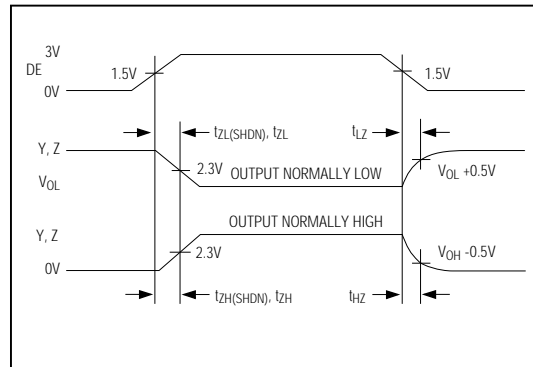 3V
DE
1.5V
1.5V
0V
tZL(SHDN), tZL
tLZ
Y, Z
2.3V
OUTPUT NORMALLY LOW
VOL +0.5V
VOL
OUTPUT NORMALLY HIGH
Y, Z
2.3V
VOH -0.5V
0V
tZH(SHDN), tZH
tHZ